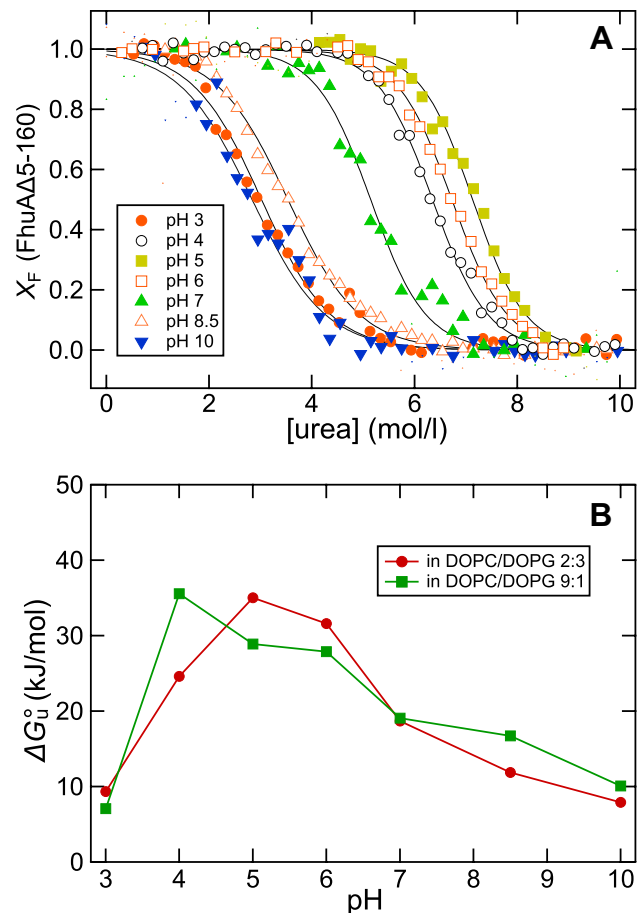 A
1.0
0.8
0.6
0.4
0.2
0.0
X_F (FhuAΔ5-160)
pH 3
pH 4
pH 5
pH 6
pH 7
pH 8.5
pH 10
0 2 4 6 8 10
[urea] (mol/l)
B
50
40
30
20
10
0
ΔG°u (kJ/mol)
in DOPC/DOPG 2:3
in DOPC/DOPG 9:1
3 4 5 6 7 8 9 10
pH